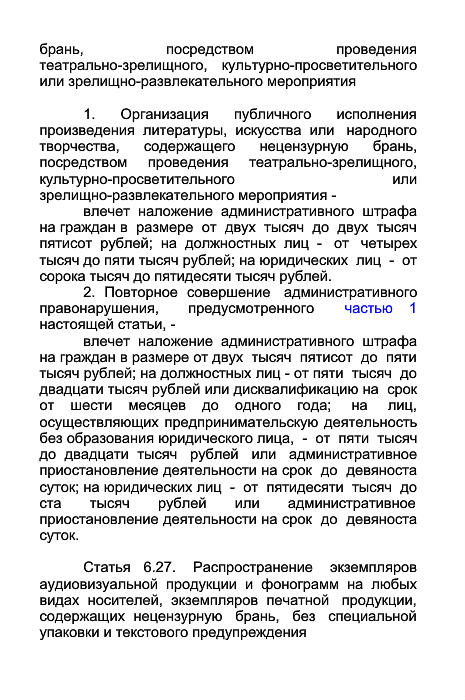 брань, посредством проведения
театрально-зрелищного, культурно-просветительного
или зрелищно-развлекательного мероприятия
1. Организация публичного исполнения
произведения литературы, искусства или народного
творчества, содержащего нецензурную брань,
посредством проведения театрально-зрелищного,
культурно-просветительного или
зрелищно-развлекательного мероприятия -
влечет наложение административного штрафа
на граждан в размере от двух тысяч до двух тысяч
пятисот рублей; на должностных лиц - от четырех
тысяч до пяти тысяч рублей; на юридических лиц - от
сорока тысяч до пятидесяти тысяч рублей.
2. Повторное совершение административного
правонарушения, предусмотренного частью 1
настоящей статьи, -
влечет наложение административного штрафа
на граждан в размере от двух тысяч пятисот до пяти
тысяч рублей; на должностных лиц - от пяти тысяч до
двадцати тысяч рублей или дисквалификацию на срок
от шести месяцев до одного года; на лиц,
осуществляющих предпринимательскую деятельность
без образования юридического лица, - от пяти тысяч
до двадцати тысяч рублей или административное
приостановление деятельности на срок до девяноста
суток; на юридических лиц - от пятидесяти тысяч до
ста тысяч рублей или административное
приостановление деятельности на срок до девяноста
суток.
Статья 6.27. Распространение экземпляров
аудиовизуальной продукции и фонограмм на любых
видах носителей, экземпляров печатной продукции,
содержащих нецензурную брань, без специальной
упаковки и текстового предупреждения